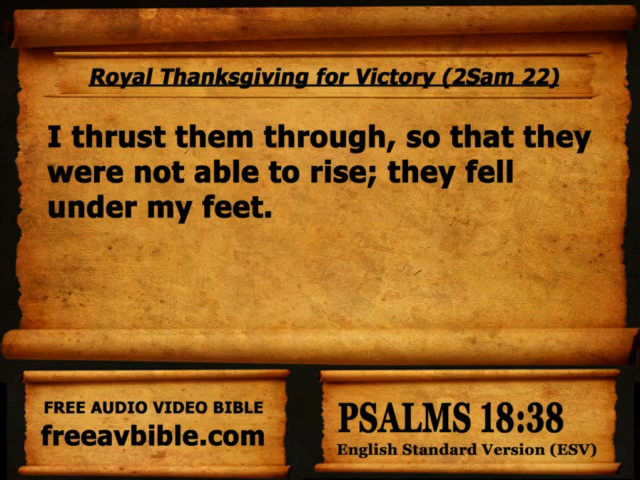 Royal Thanksgiving for Victory (2Sam 22)
I thrust them through, so that they
were not able to rise; they fell
under my feet.
FREE AUDIO VIDEO BIBLE
freeavbible.com
PSALMS 18:38
English Standard Version (ESV)